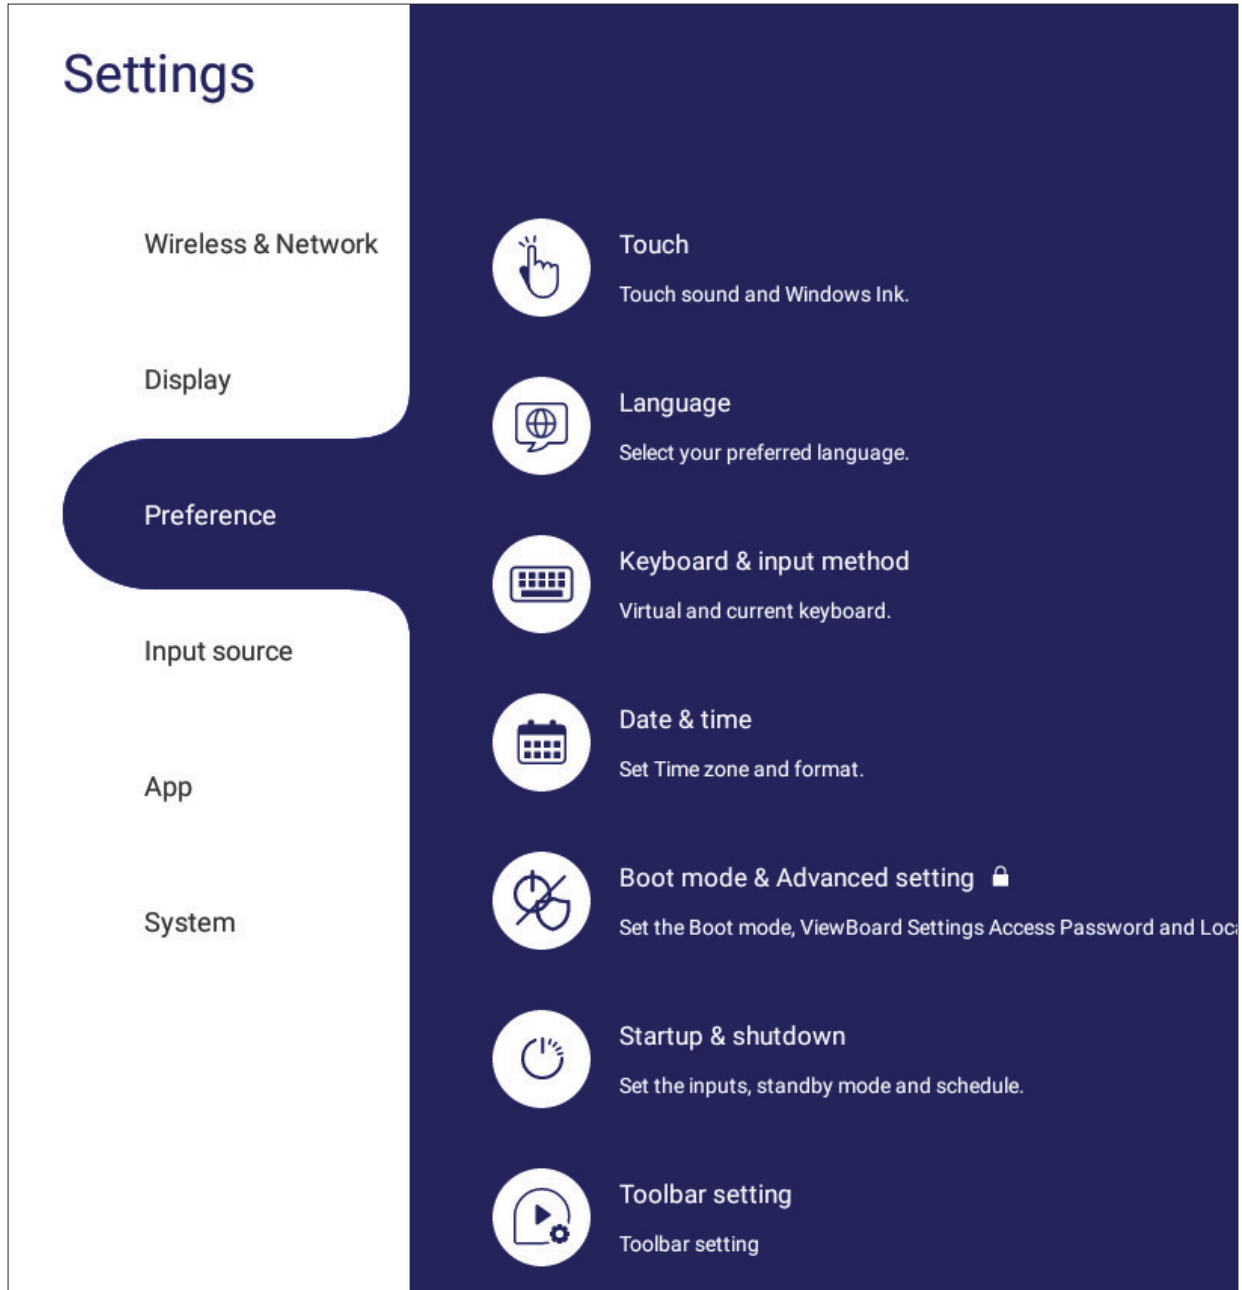 Settings
Wireless & Network
Display
Preference
Input source
App
System
Touch
Touch sound and Windows Ink.
Language
Select your preferred language.
Keyboard & input method
Virtual and current keyboard.
Date & time
Set Time zone and format.
Boot mode & Advanced setting
Set the Boot mode, ViewBoard Settings Access Password and
Startup & shutdown
Set the inputs, standby mode and schedule.
Toolbar setting
Toolbar setting